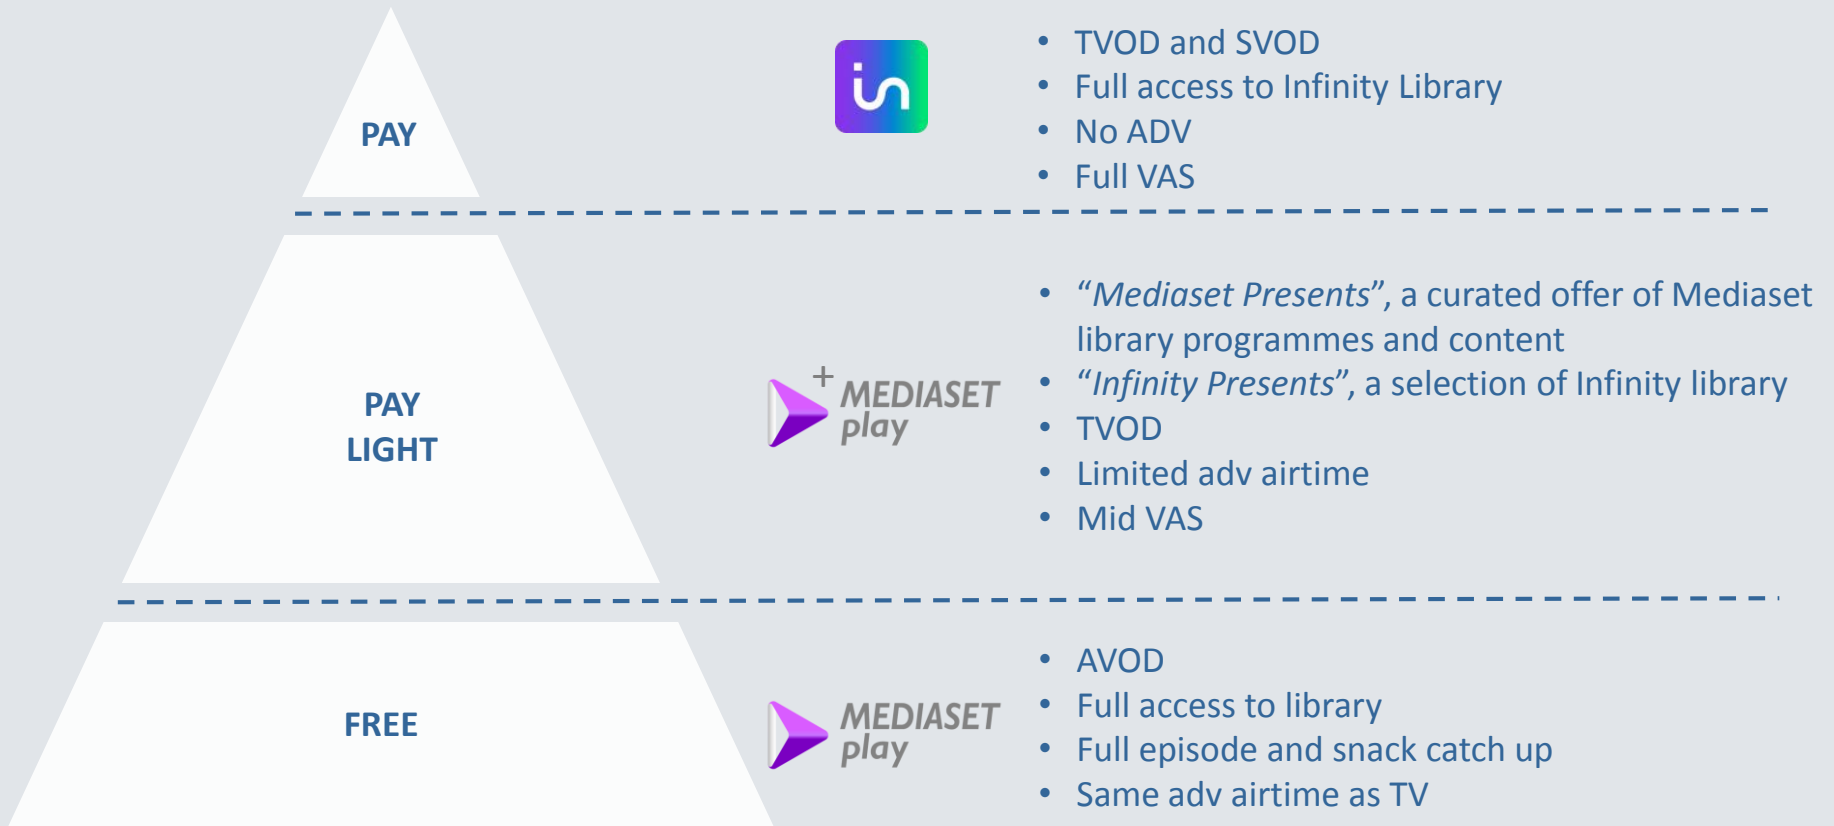 PAY
in
• TVOD and SVOD
• Full access to Infinity Library
• No ADV
• Full VAS
PAY
LIGHT
+
MEDIASET
play
• “Mediaset Presents”, a curated offer of Mediaset
library programmes and content
• “Infinity Presents”, a selection of Infinity library
• TVOD
• Limited adv airtime
• Mid VAS
FREE
MEDIASET
play
• AVOD
• Full access to library
• Full episode and snack catch up
• Same adv airtime as TV